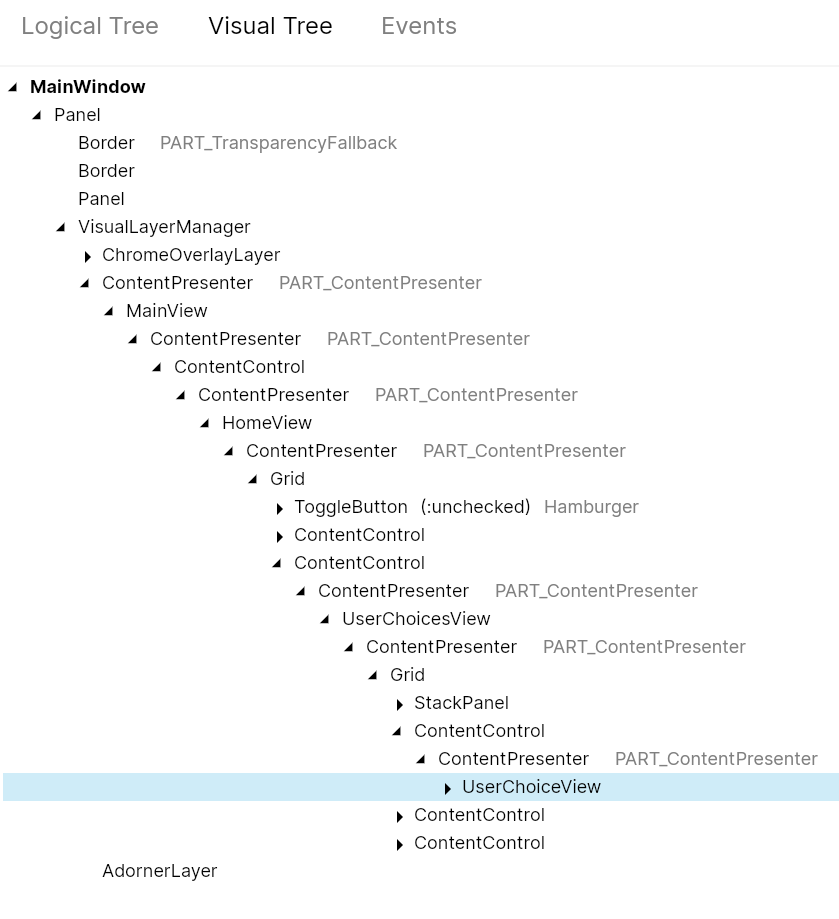 Logical Tree Visual Tree Events
MainWindow
Panel
Border PART_TransparencyFallback
Border
Panel
VisualLayerManager
ChromeOverlayLayer
ContentPresenter PART_ContentPresenter
MainView
ContentPresenter PART_ContentPresenter
ContentControl
ContentPresenter PART_ContentPresenter
HomeView
ContentPresenter PART_ContentPresenter
Grid
ToggleButton (:unchecked) Hamburger
ContentControl
ContentControl
ContentPresenter PART_ContentPresenter
UserChoicesView
ContentPresenter PART_ContentPresenter
Grid
StackPanel
ContentControl
ContentPresenter PART_ContentPresenter
UserChoiceView
ContentControl
ContentControl
AdornerLayer